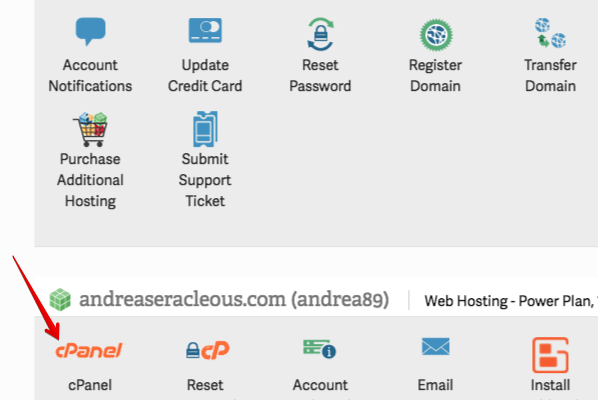 Account Update Reset Register Transfer
Notifications Credit Card Password Domain Domain
Purchase Submit
Additional Support
Hosting Ticket
andreaseracleous.com (andrea89) Web Hosting - Power Plan,
cPanel cP
cPanel Reset Account Email Install